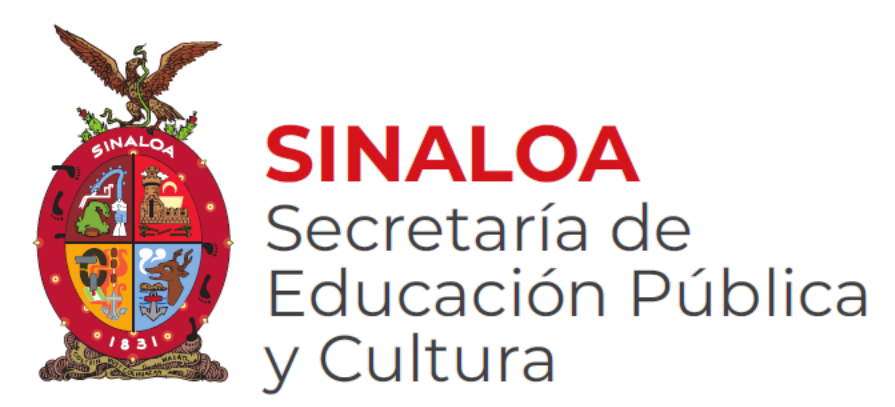 SINALOA
1831
SINALOA
Secretaría de
Educación Pública
y Cultura